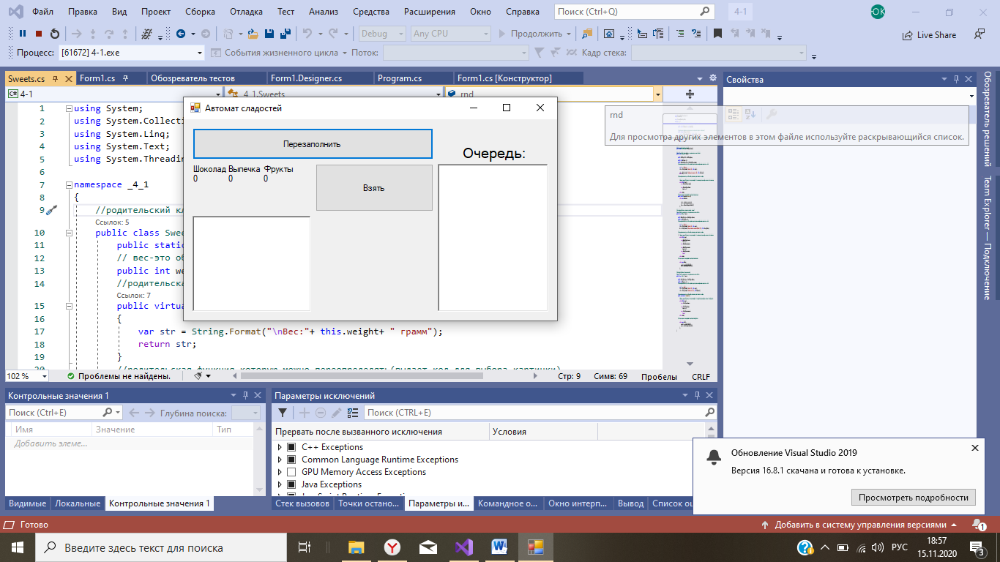 Файл Правка Вид Проект Сборка Отладка Тест Анализ Средства Расширения Окно Справка Поиск (Ctrl+Q) 4-1 OK
Debug Any CPU Продолжить Live Share
Процесс: [61672] 4-1.exe События жизненного цикла Поток: Кадр стека:
Sweets.cs Form1.cs Обозреватель тестов Form1.Designer.cs Program.cs Form1.cs [Конструктор]
C# 4-1 _4_1.Sweets rnd
1 using System;
2 using System.Collecti
3 using System.Linq;
4 using System.Text;
5 using System.Threadin
6
7 namespace _4_1
8 {
9 //родительский кл
Ссылок: 5
10 public class Swee
11 public static
12 // вес-это об
13 public int we
14 //родительска
Ссылок: 7
15 public virtua
16 {
17 var str = String.Format("\nВес:"+ this.weight+ " грамм");
18 return str;
19 }
20 //родительская функция которую можно переопределять(выдает код для выбора картинки)
Автомат сладостей
Перезаполнить
Очередь:
Шоколад Выпечка Фрукты
0 0 0
Взять
Свойства
rnd
Для просмотра других элементов в этом файле используйте раскрывающийся список.
Обозреватель решений
Team Explorer — Подключение
102 % Проблемы не найдены. Стр: 9 Симв: 69 Пробелы CRLF
Контрольные значения 1
Поиск (Ctrl+E) Глубина поиска:
Имя Значение Тип
Добавить элеме...
Видимые Локальные Контрольные значения 1
Параметры исключений
Поиск (CTRL+E)
Прервать после вызванного исключения Условия
C++ Exceptions
Common Language Runtime Exceptions
GPU Memory Access Exceptions
Java Exceptions
Стек вызовов Точки остано... Параметры и... Командное о... Окно интерп... Вывод Список ош
Обновление Visual Studio 2019
Версия 16.8.1 скачана и готова к установке.
Просмотреть подробности
Готово Добавить в систему управления версиями 1
Введите здесь текст для поиска
РУС 18:57
15.11.2020 3